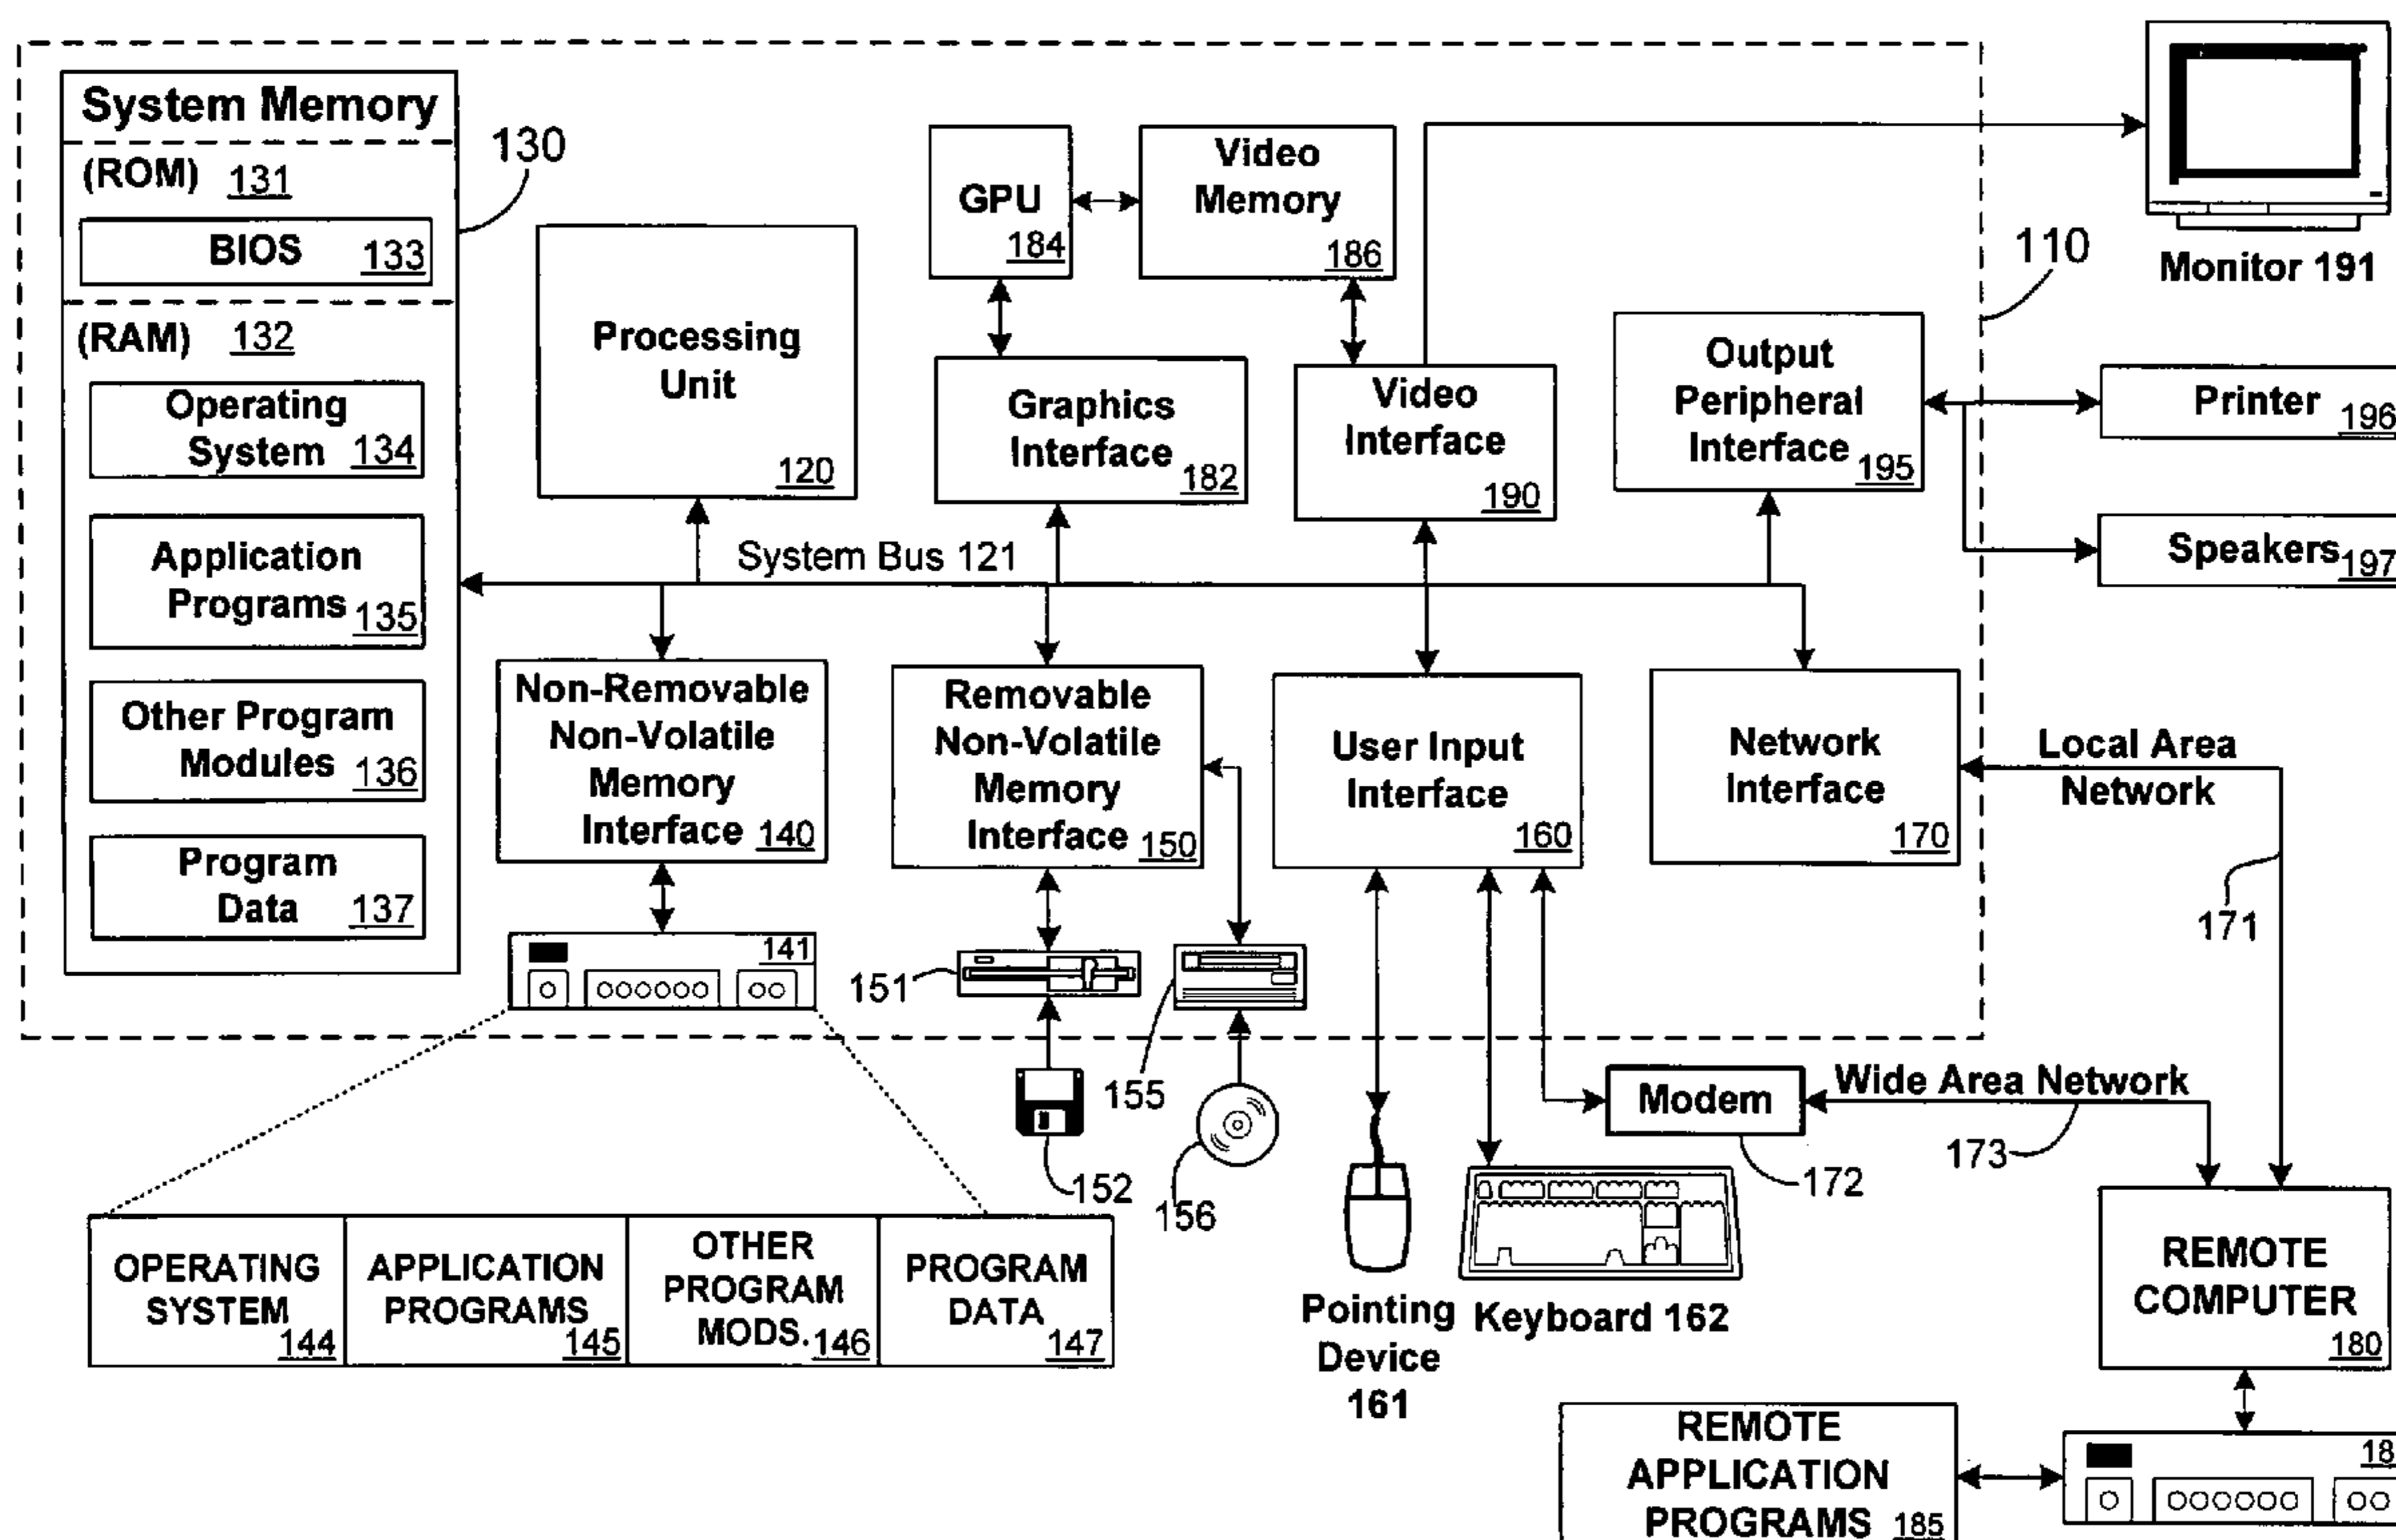 System Memory
(ROM) 131
BIOS 133
(RAM) 132
Operating
System 134
Application
Programs 135
Other Program
Modules 136
Program
Data 137
130
Processing
Unit
120
GPU
184
Video
Memory
186
Graphics
Interface
182
Video
Interface
190
Output
Peripheral
Interface 195
110
Monitor 191
Printer 196
Speakers 197
System Bus 121
Non-Removable
Non-Volatile
Memory
Interface 140
Removable
Non-Volatile
Memory
Interface 150
User Input
Interface
160
Network
Interface
170
Local Area
Network
171
141
151
152
155
156
Modem
172
Wide Area Network
173
OPERATING
SYSTEM
144
APPLICATION
PROGRAMS
145
OTHER
PROGRAM
MODS. 146
PROGRAM
DATA
147
Pointing
Device
161
Keyboard 162
REMOTE
COMPUTER
180
REMOTE
APPLICATION
PROGRAMS 185